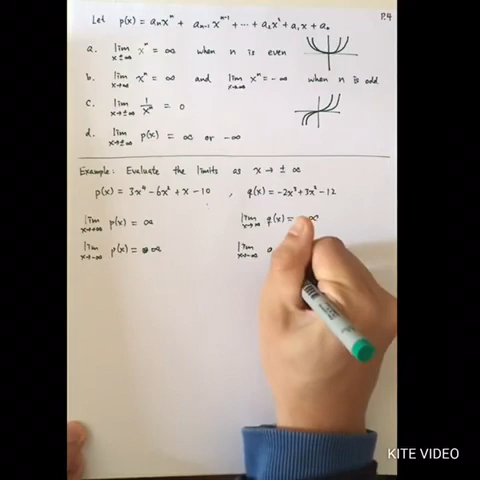 P.4
Let p(x) = aₙxⁿ + aₙ₋₁xⁿ⁻¹ + ⋯ + a₂x² + a₁x + a₀
a. lim x→±∞ xⁿ = ∞ when n is even
b. lim x→∞ xⁿ = ∞ and lim x→-∞ xⁿ = -∞ when n is odd
c. lim x→±∞ 1/xⁿ = 0
d. lim x→±∞ p(x) = ∞ or -∞
Example: Evaluate the limits as x → ± ∞
p(x) = 3x⁴ - 6x² + x - 10 , q(x) = -2x³ + 3x² - 12
lim x→+∞ p(x) = ∞ lim x→∞ q(x) = ∞
lim x→-∞ p(x) = ∞ lim x→-∞
KITE VIDEO